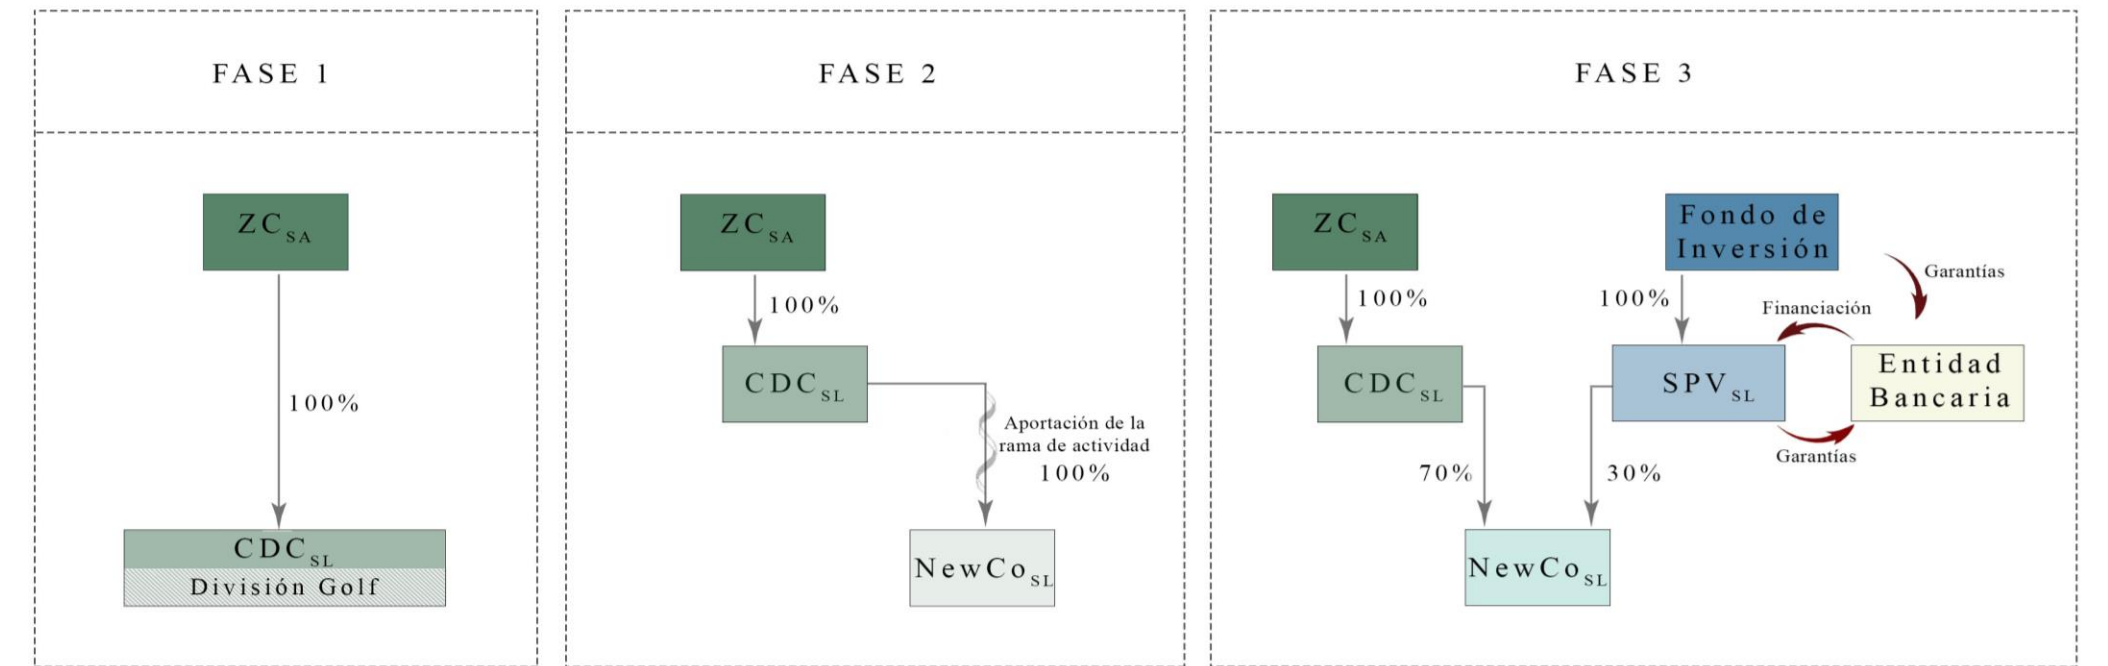 FASE 1
ZC SA
100%
CDC SL
División Golf
FASE 2
ZC SA
100%
CDC SL
Aportación de la
rama de actividad
100%
NewCo SL
FASE 3
ZC SA
100%
CDC SL
70%
Fondo de
Inversión
Garantías
100%
Financiación
SPV SL
Entidad
Bancaria
Garantías
30%
NewCo SL